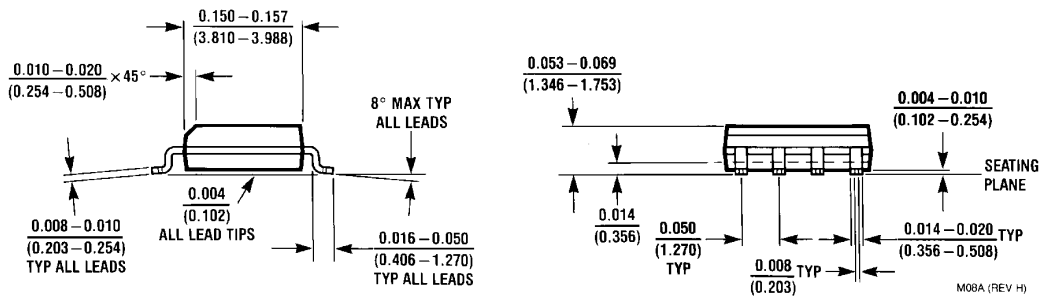 0.150 – 0.157
(3.810 – 3.988)
0.010 – 0.020
(0.254 – 0.508)
× 45°
8° MAX TYP
ALL LEADS
0.004
(0.102)
ALL LEAD TIPS
0.008 – 0.010
(0.203 – 0.254)
TYP ALL LEADS
0.016 – 0.050
(0.406 – 1.270)
TYP ALL LEADS
0.053 – 0.069
(1.346 – 1.753)
0.004 – 0.010
(0.102 – 0.254)
SEATING
PLANE
0.014
(0.356)
0.050
(1.270)
TYP
0.014 – 0.020 TYP
(0.356 – 0.508)
0.008 TYP
(0.203)
M08A (REV H)